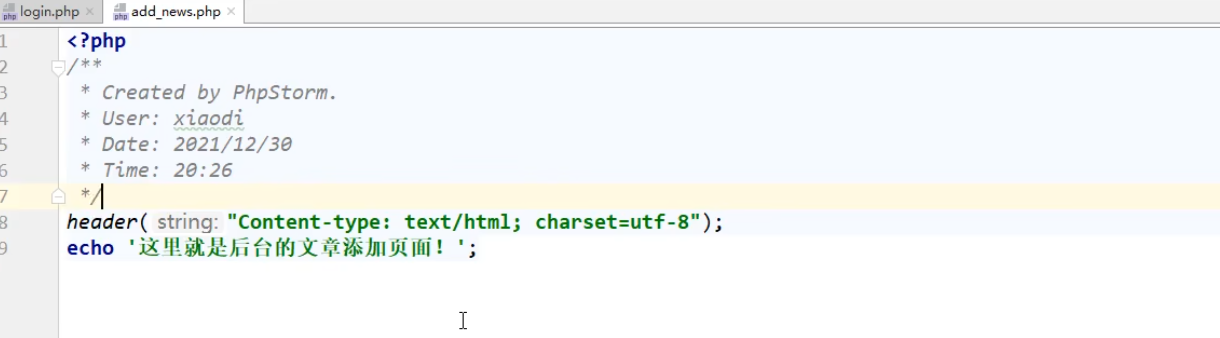 login.php
add_news.php
1 <?php
2 /**
3 * Created by PhpStorm.
4 * User: xiaodi
5 * Date: 2021/12/30
6 * Time: 20:26
7 */
8 header( string: "Content-type: text/html; charset=utf-8");
9 echo '这里就是后台的文章添加页面！';